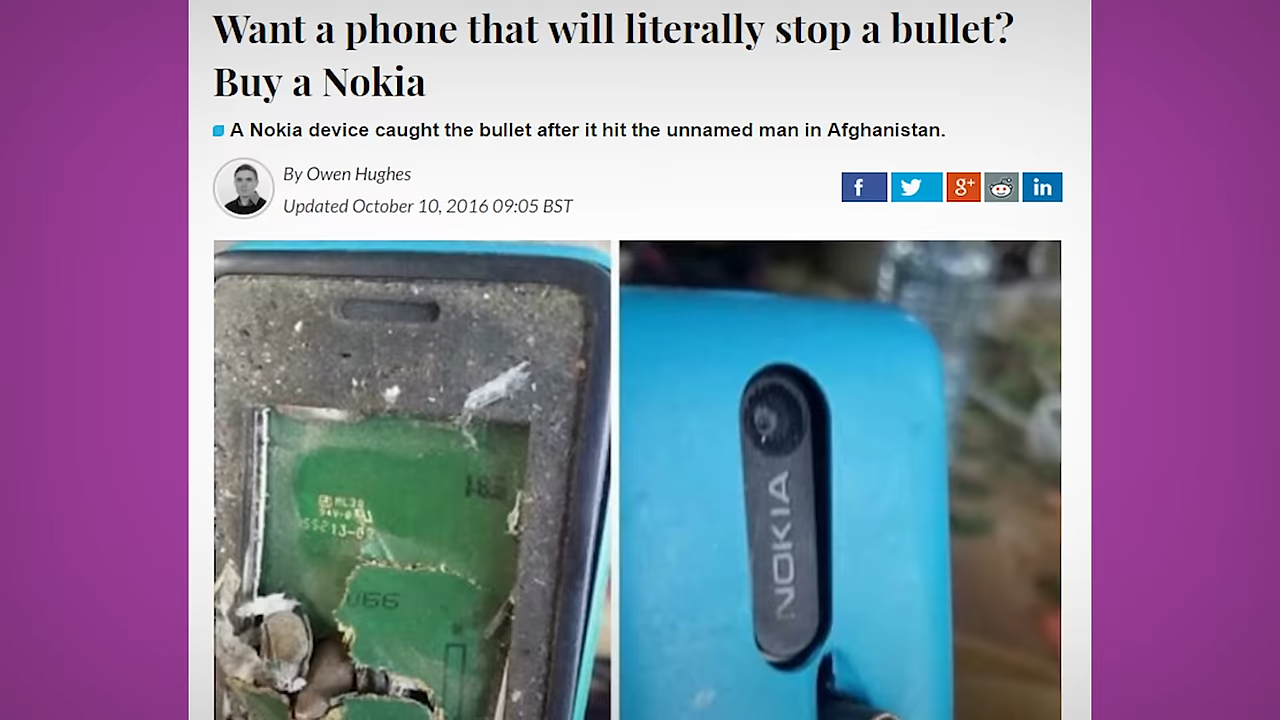 Want a phone that will literally stop a bullet?
Buy a Nokia
A Nokia device caught the bullet after it hit the unnamed man in Afghanistan.
By Owen Hughes
Updated October 10, 2016 09:05 BST
f
g+
in
NOKIA